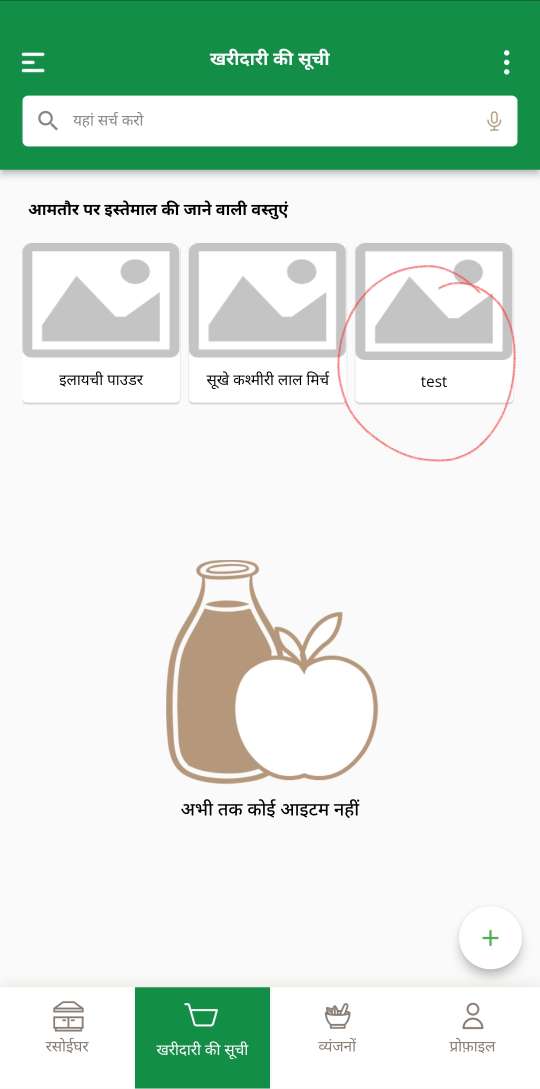 खरीदारी की सूची
यहां सर्च करो
आमतौर पर इस्तेमाल की जाने वाली वस्तुएं
इलायची पाउडर
सूखे कश्मीरी लाल मिर्च
test
अभी तक कोई आइटम नहीं
रसोईघर
खरीदारी की सूची
व्यंजनों
प्रोफ़ाइल